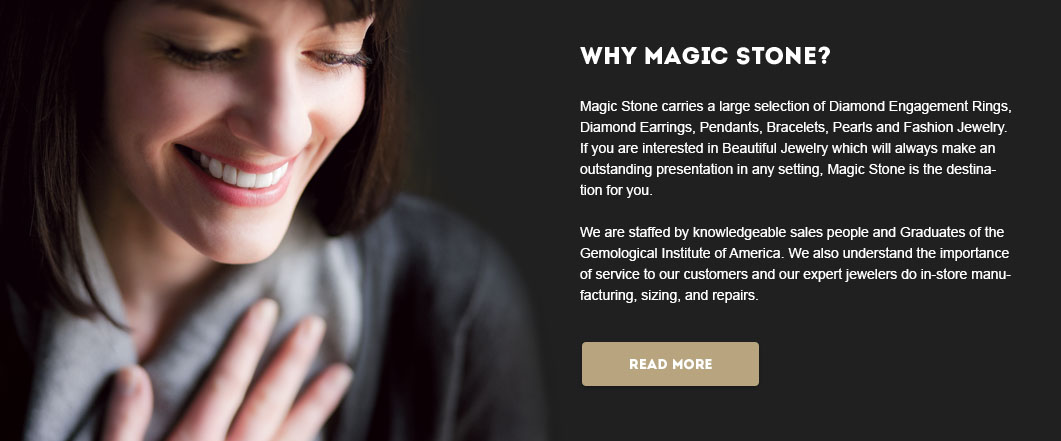 WHY MAGIC STONE?
Magic Stone carries a large selection of Diamond Engagement Rings,
Diamond Earrings, Pendants, Bracelets, Pearls and Fashion Jewelry.
If you are interested in Beautiful Jewelry which will always make an
outstanding presentation in any setting, Magic Stone is the destina-
tion for you.
We are staffed by knowledgeable sales people and Graduates of the
Gemological Institute of America. We also understand the importance
of service to our customers and our expert jewelers do in-store manu-
facturing, sizing, and repairs.
READ MORE